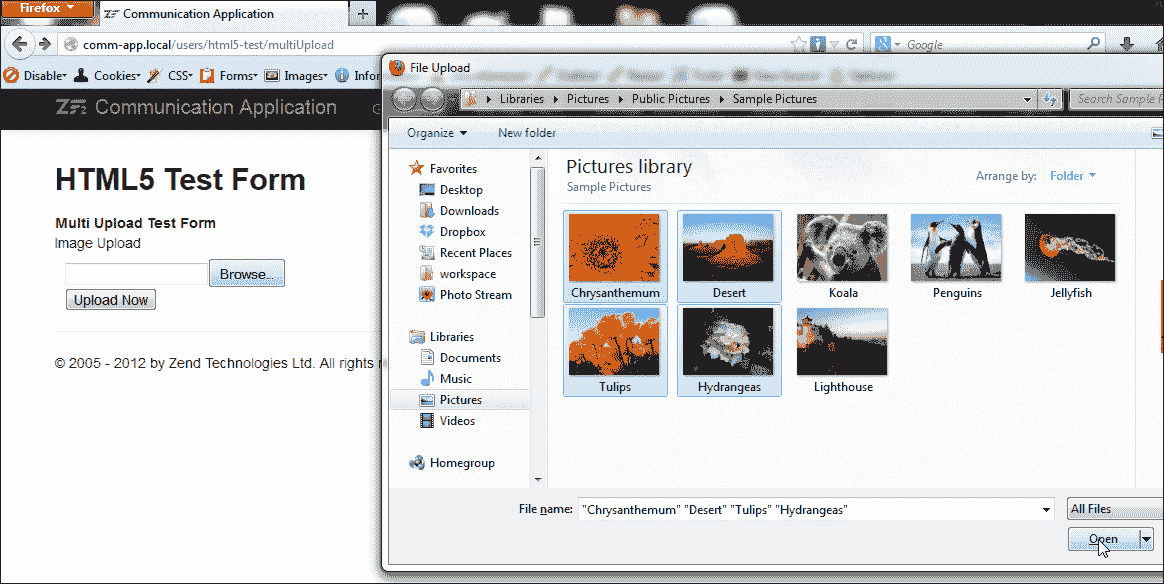 Firefox
ZF Communication Application
comm-app.local/users/html5-test/multiUpload
Google
Disable Cookies CSS Forms Images Infor
ZF2 Communication Application
HTML5 Test Form
Multi Upload Test Form
Image Upload
Browse...
Upload Now
© 2005 - 2012 by Zend Technologies Ltd. All rights
File Upload
Libraries Pictures Public Pictures Sample Pictures
Search Sample P
Organize New folder
Favorites
Desktop
Downloads
Dropbox
Recent Places
workspace
Photo Stream
Libraries
Documents
Music
Pictures
Videos
Homegroup
Pictures library
Sample Pictures
Arrange by: Folder
Chrysanthemum Desert Koala Penguins Jellyfish
Tulips Hydrangeas Lighthouse
File name: "Chrysanthemum" "Desert" "Tulips" "Hydrangeas"
All Files
Open